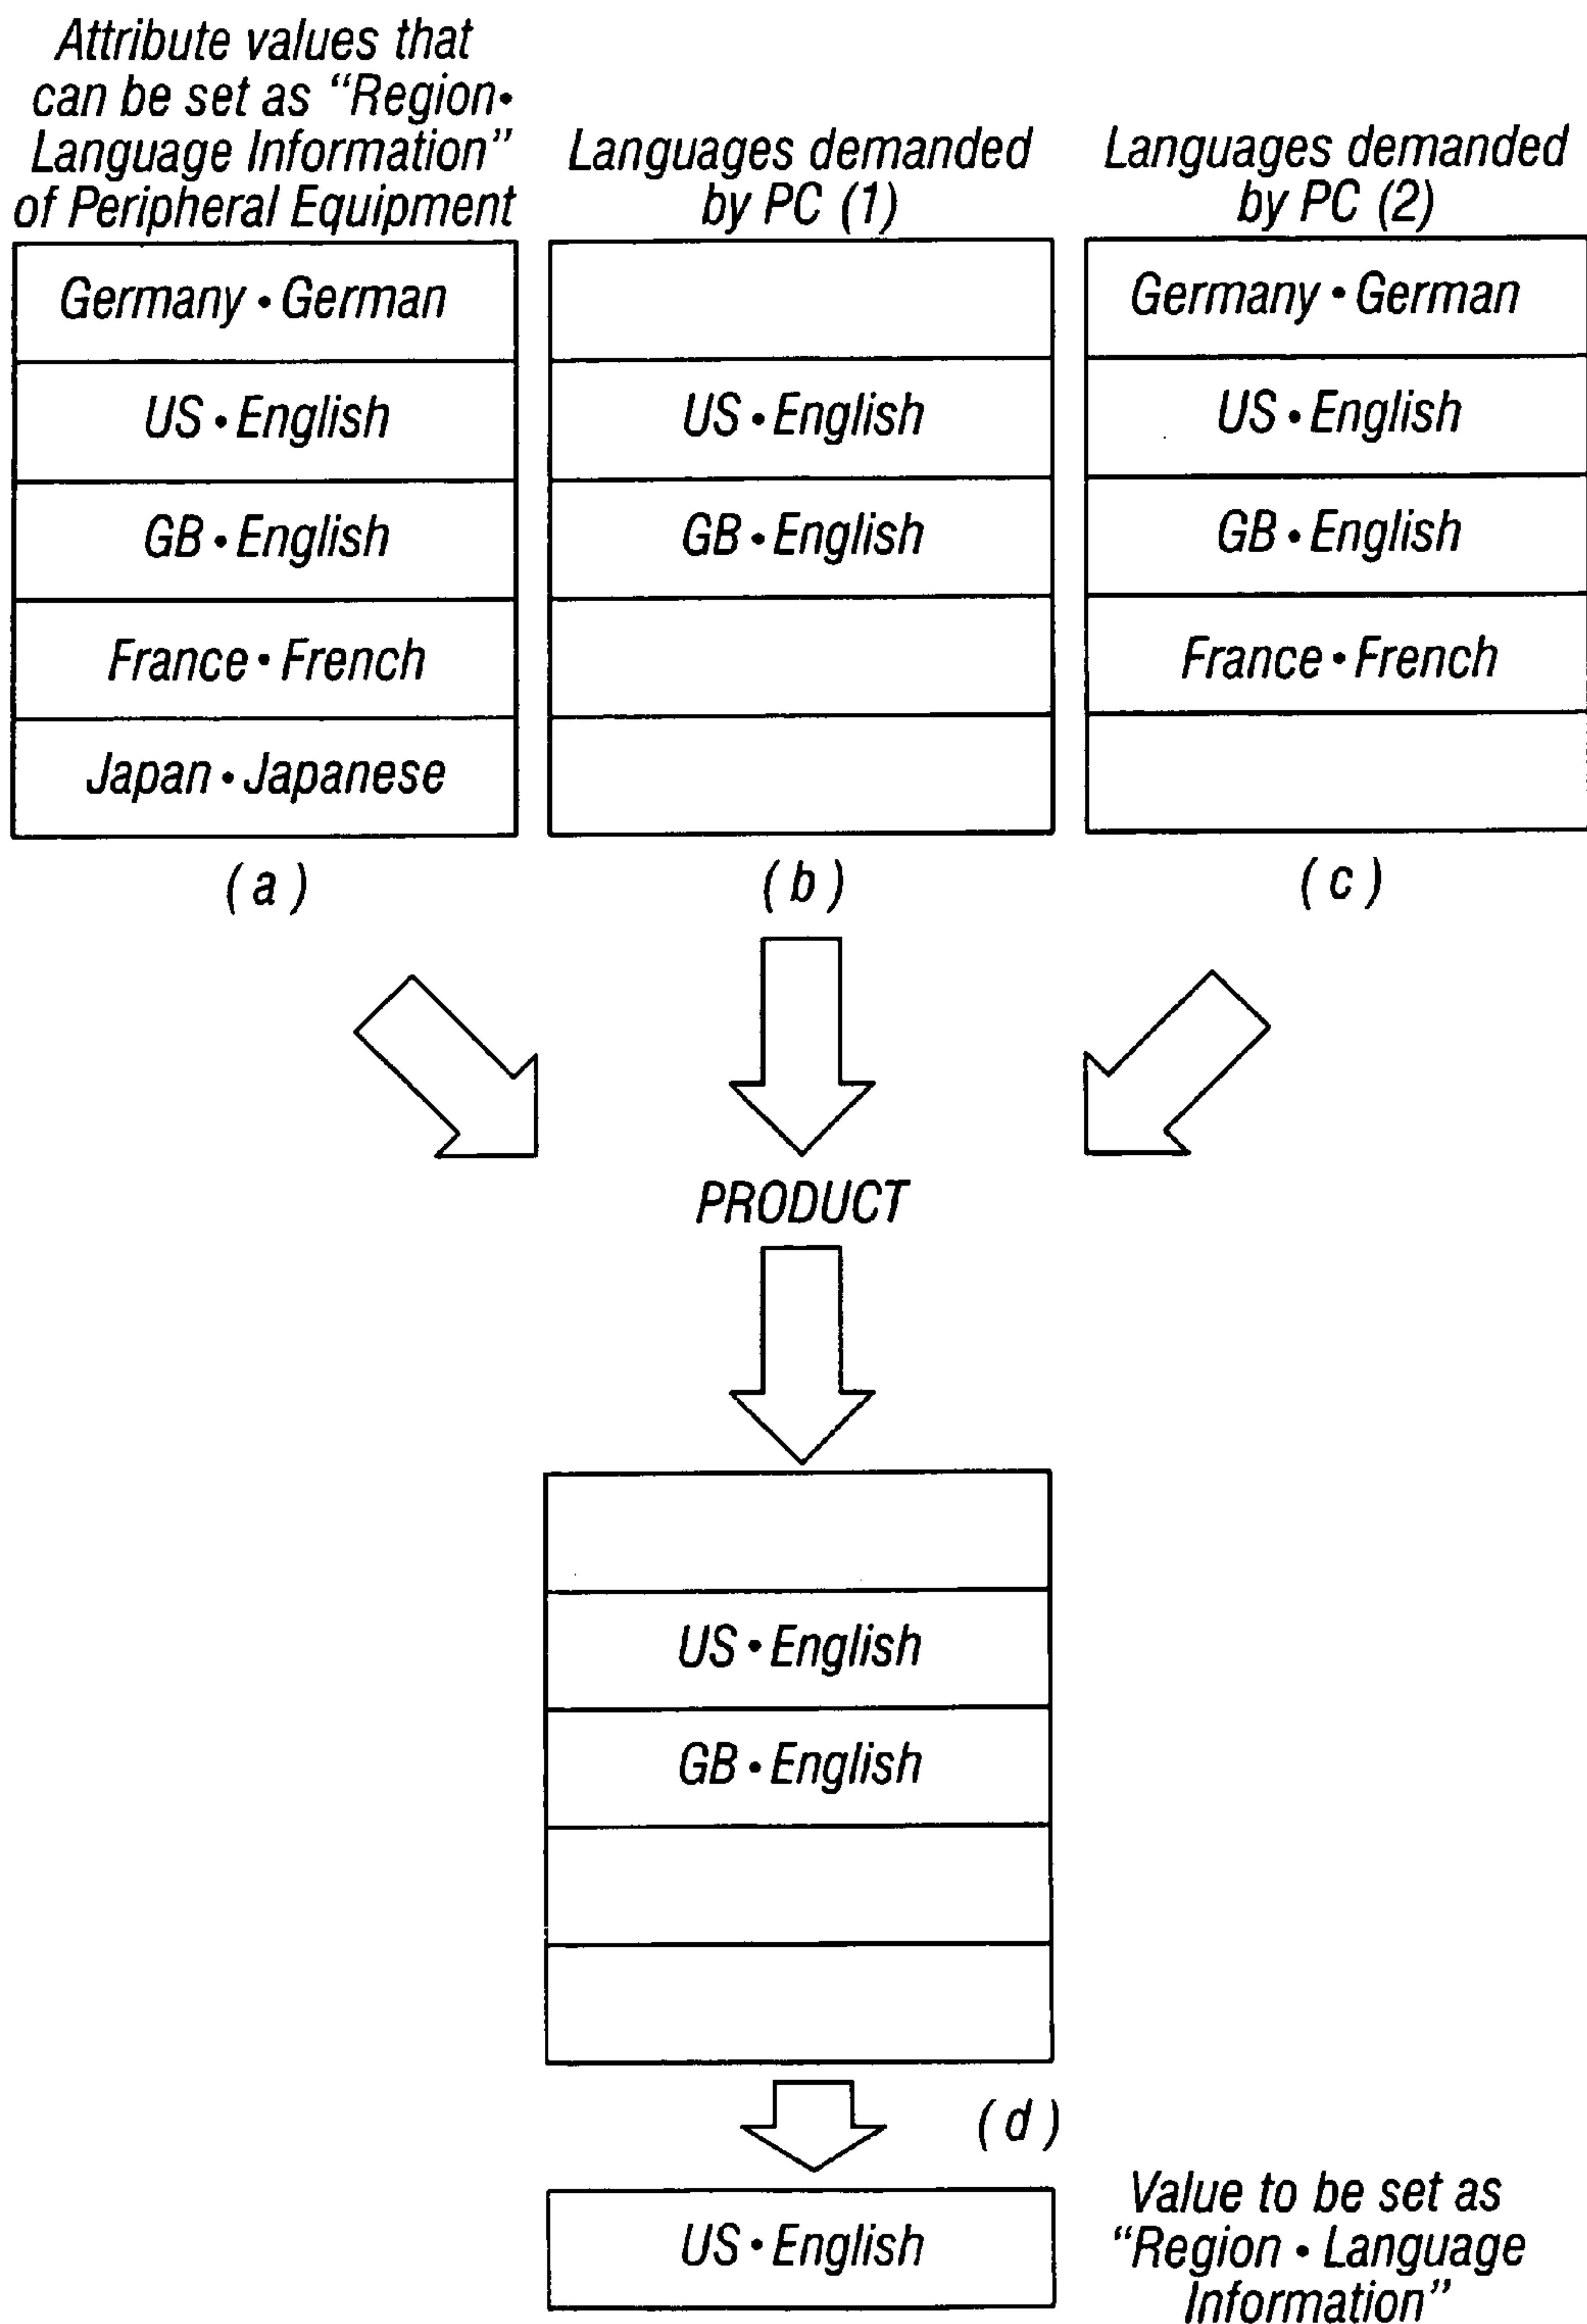 Attribute values that
can be set as “Region•
Language Information”
of Peripheral Equipment
Languages demanded
by PC (1)
Languages demanded
by PC (2)
Germany • German
US • English
GB • English
France • French
Japan • Japanese
(a)
US • English
GB • English
(b)
Germany • German
US • English
GB • English
France • French
(c)
PRODUCT
US • English
GB • English
(d)
US • English
Value to be set as
“Region • Language
Information”